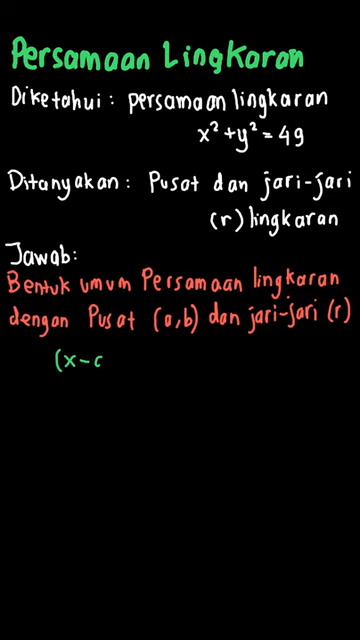 Persamaan Lingkaran
Diketahui: persamaan lingkaran
x²+y²=49
Ditanyakan: Pusat dan jari-jari
(r) lingkaran
Jawab:
Bentuk umum Persamaan lingkaran
dengan Pusat (a,b) dan jari-jari (r)
(x-c